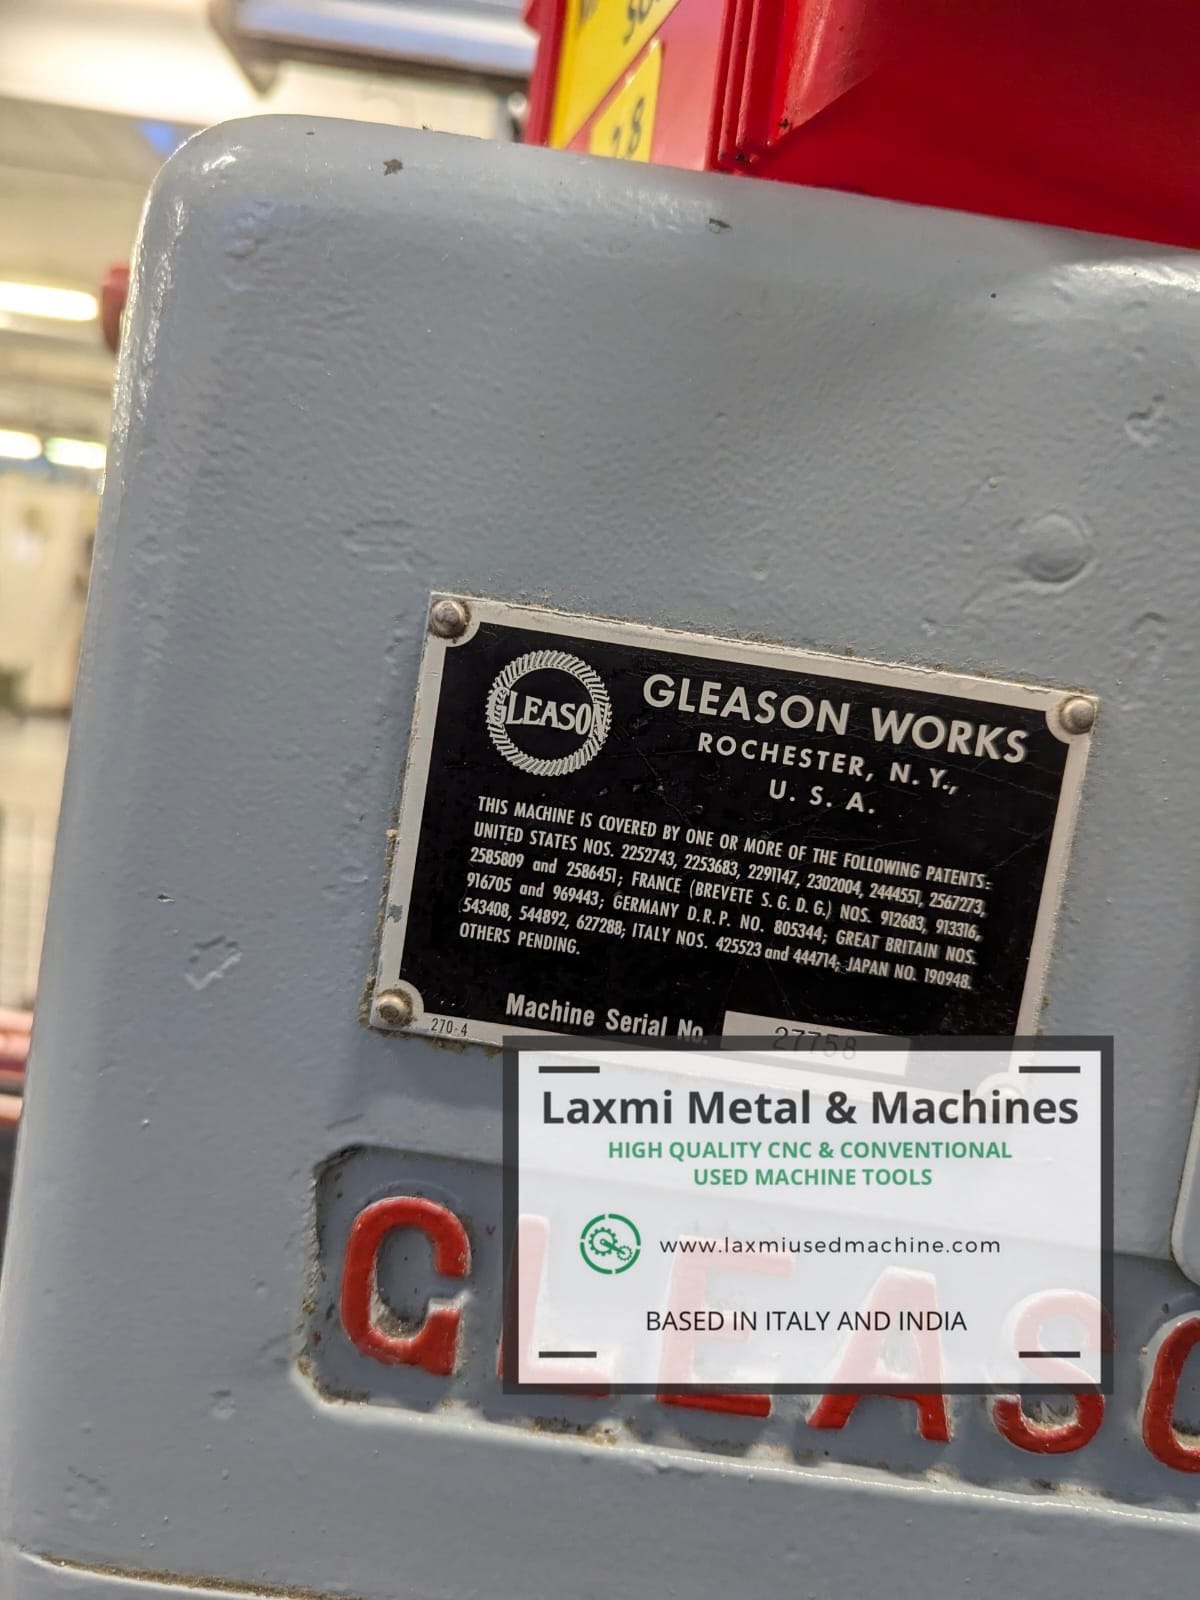 28
GLEASO
GLEASON WORKS
ROCHESTER, N. Y.,
U. S. A.
THIS MACHINE IS COVERED BY ONE OR MORE OF THE FOLLOWING PATENTS:
UNITED STATES NOS. 2252743, 2253683, 2291147, 2302004, 2444551, 2567273,
2585809 and 2586451; FRANCE (BREVETE S. G. D. G.) NOS. 912683, 913316,
916705 and 969443; GERMANY D.R.P. NO. 805344; GREAT BRITAIN NOS.
543408, 544892, 627288; ITALY NOS. 425523 and 444714; JAPAN NO. 190948.
OTHERS PENDING.
Machine Serial No. 27758
270-4
Laxmi Metal & Machines
HIGH QUALITY CNC & CONVENTIONAL
USED MACHINE TOOLS
www.laxmiusedmachine.com
BASED IN ITALY AND INDIA
GLEASO